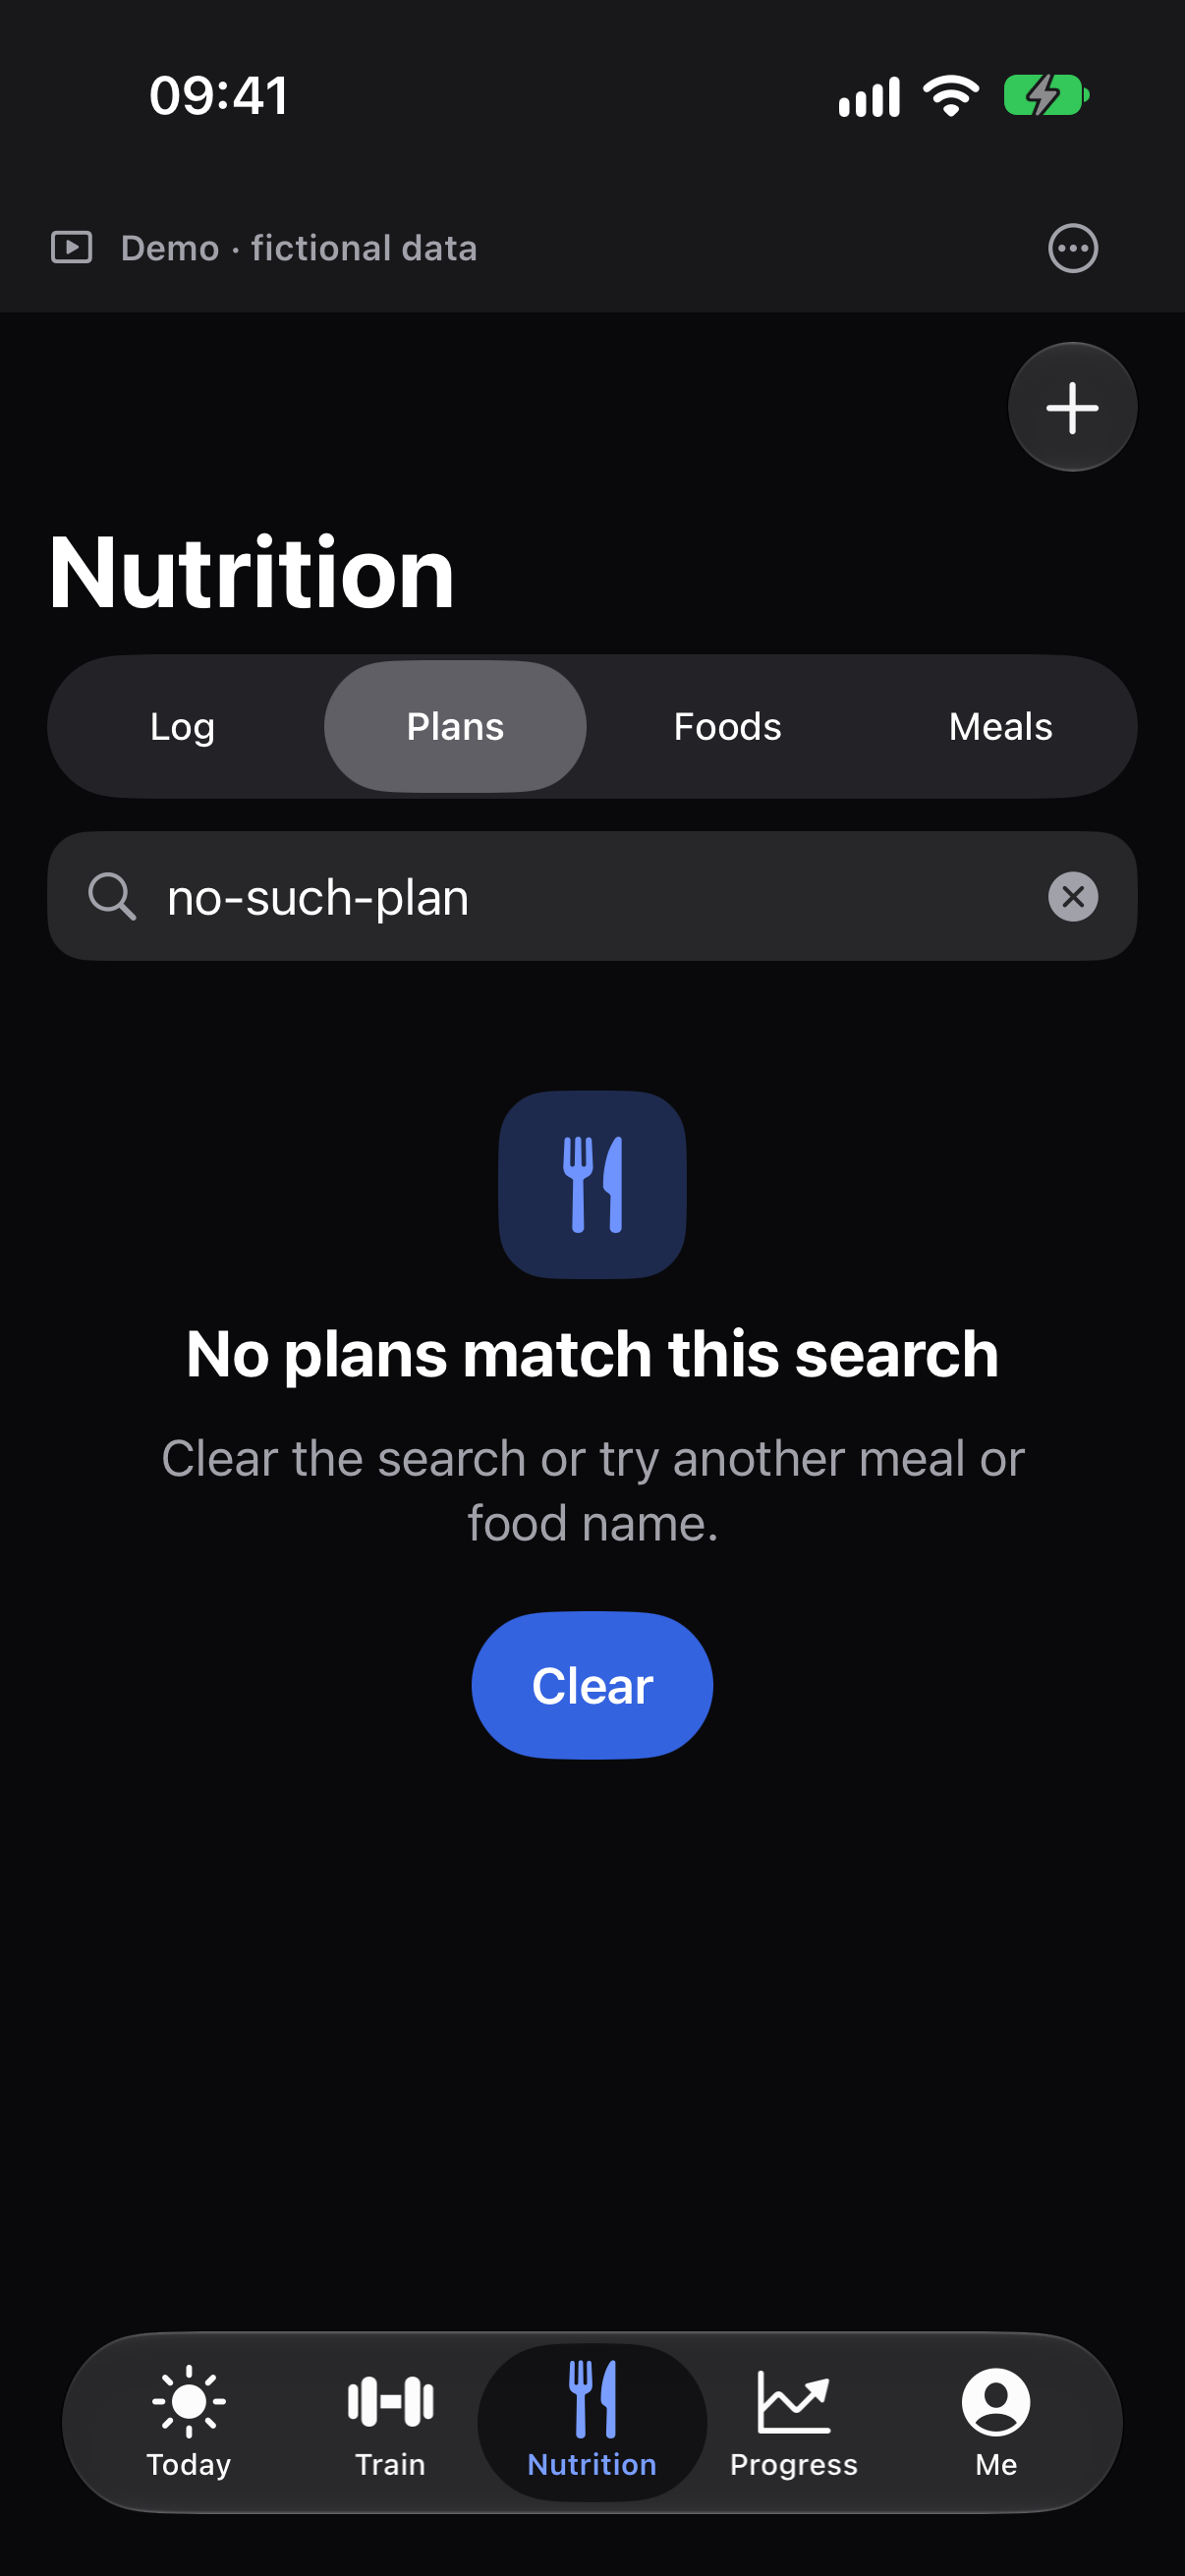 09:41
Demo · fictional data
Nutrition
Log Plans Foods Meals
no-such-plan
No plans match this search
Clear the search or try another meal or
food name.
Clear
Today Train Nutrition Progress Me